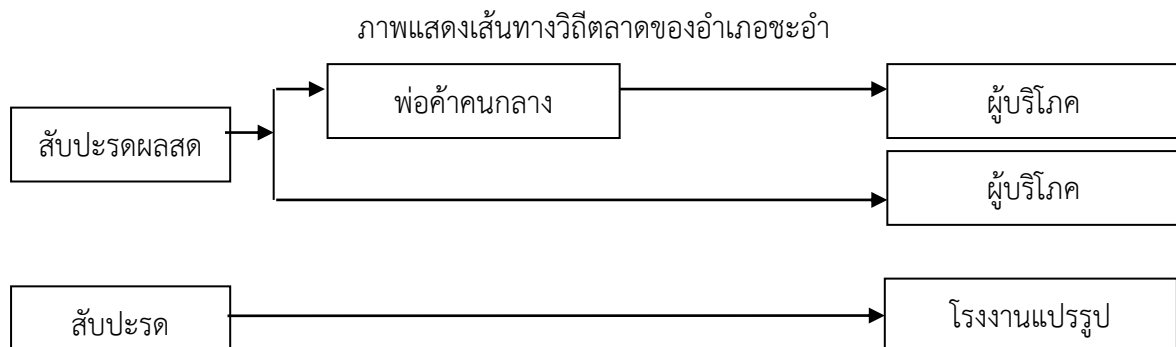 ภาพแสดงเส้นทางวิถีตลาดของอำเภอชะอำ
พ่อค้าคนกลาง
ผู้บริโภค
สับปะรดผลสด
ผู้บริโภค
สับปะรด
โรงงานแปรรูป